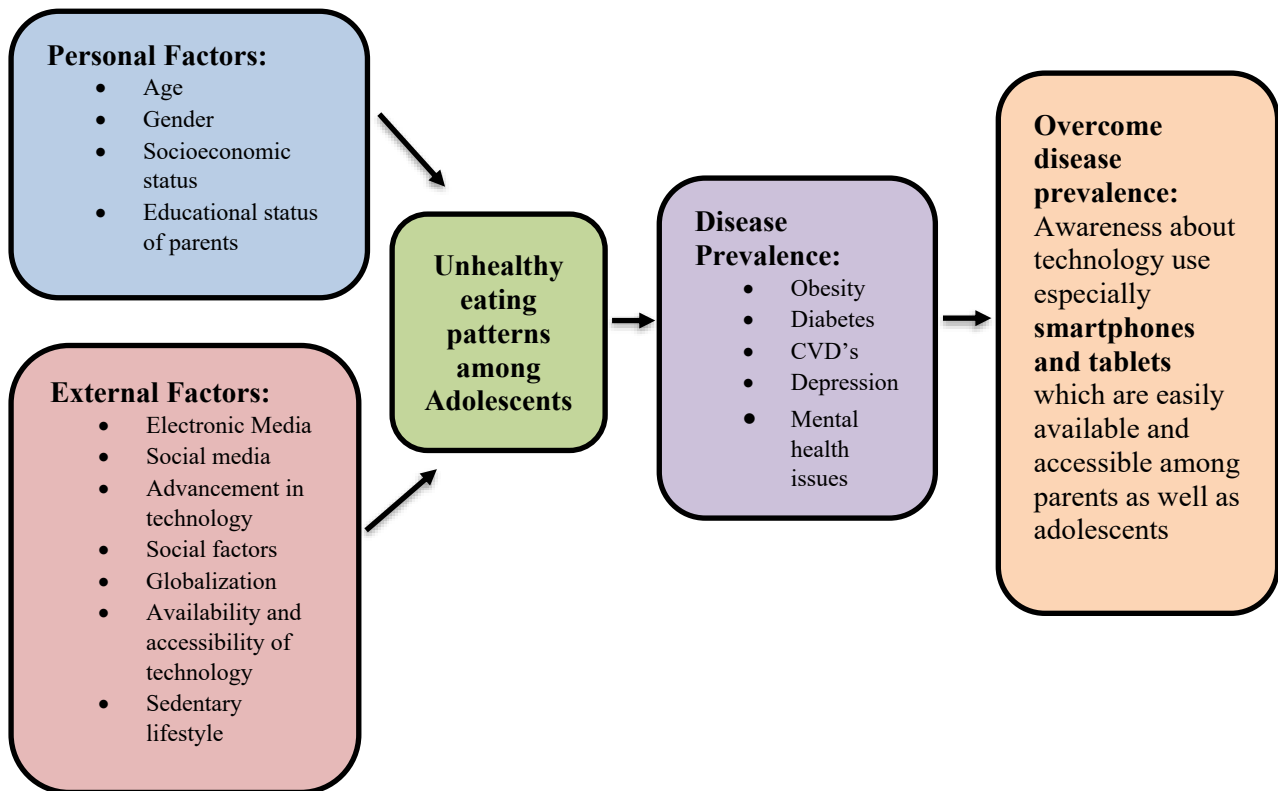 Personal Factors:
• Age
• Gender
• Socioeconomic
status
• Educational status
of parents
External Factors:
• Electronic Media
• Social media
• Advancement in
technology
• Social factors
• Globalization
• Availability and
accessibility of
technology
• Sedentary
lifestyle
Unhealthy
eating
patterns
among
Adolescents
Disease
Prevalence:
• Obesity
• Diabetes
• CVD’s
• Depression
• Mental
health
issues
Overcome
disease
prevalence:
Awareness about
technology use
especially
smartphones
and tablets
which are easily
available and
accessible among
parents as well as
adolescents